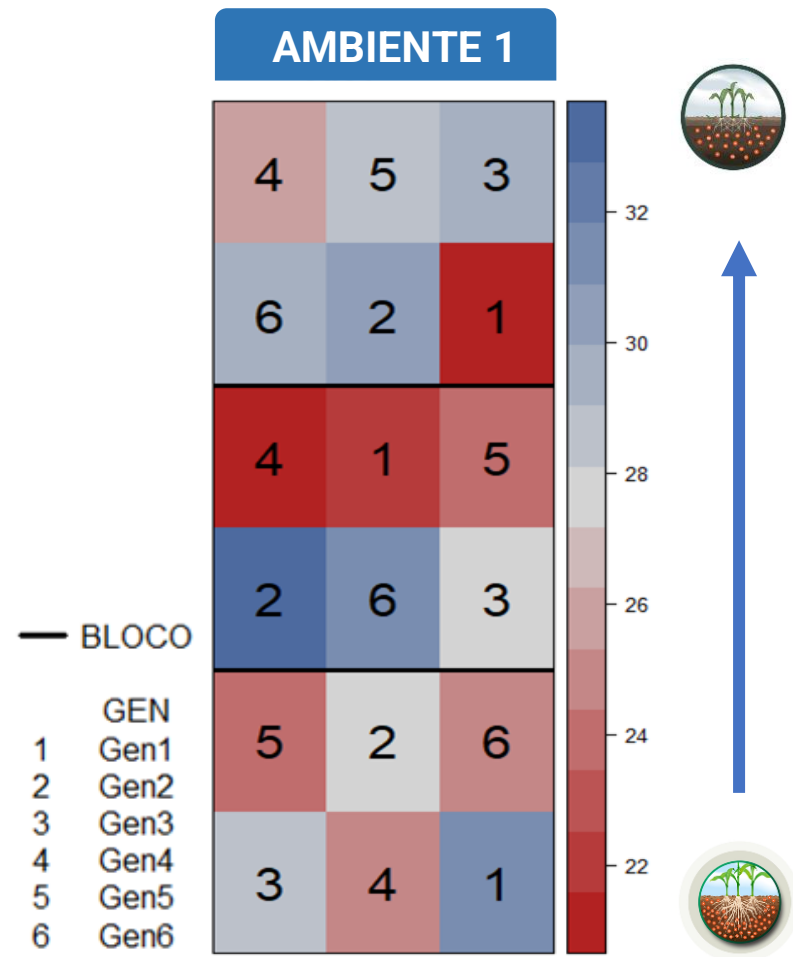 AMBIENTE 1
4 5 3
6 2 1
4 1 5
2 6 3
5 2 6
3 4 1
32
30
28
26
24
22
BLOCO
GEN
1 Gen1
2 Gen2
3 Gen3
4 Gen4
5 Gen5
6 Gen6